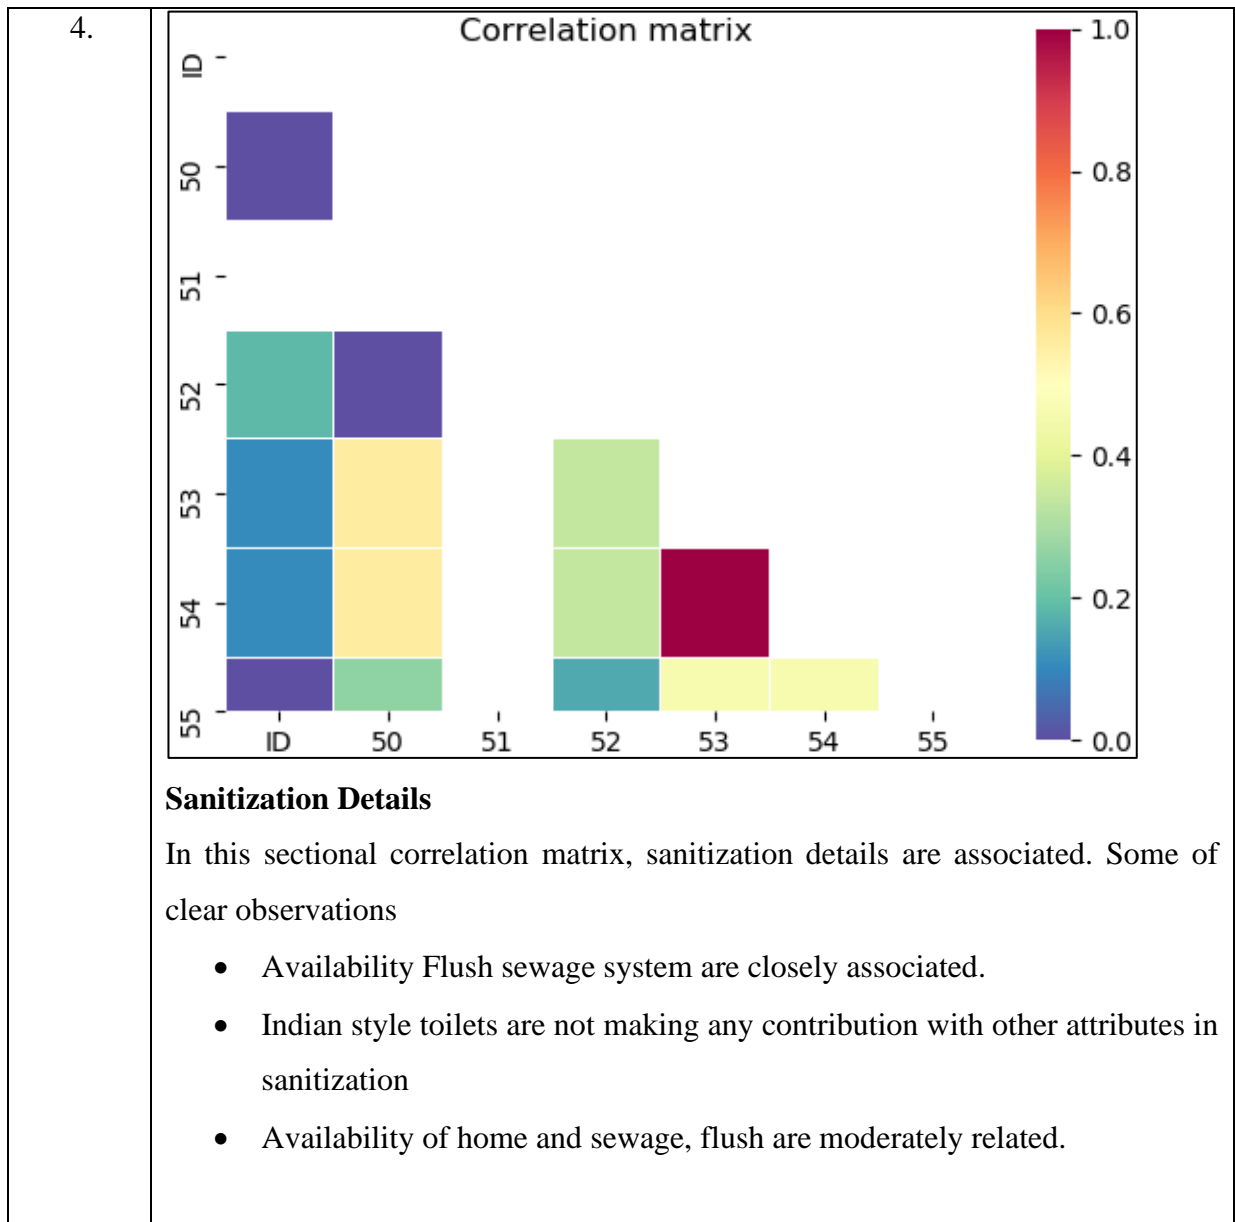 4.
Correlation matrix
ID
50
51
52
53
54
55
ID 50 51 52 53 54 55
1.0
0.8
0.6
0.4
0.2
0.0
Sanitization Details
In this sectional correlation matrix, sanitization details are associated. Some of
clear observations
• Availability Flush sewage system are closely associated.
• Indian style toilets are not making any contribution with other attributes in
sanitization
• Availability of home and sewage, flush are moderately related.